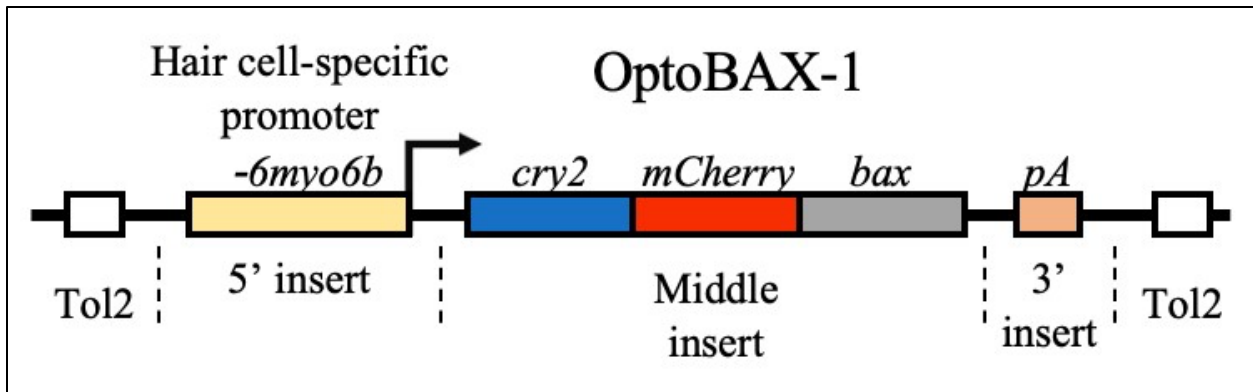 Hair cell-specific
promoter
OptoBAX-1
-6myo6b
cry2
mCherry
bax
pA
Tol2
5’ insert
Middle
insert
3’
insert
Tol2